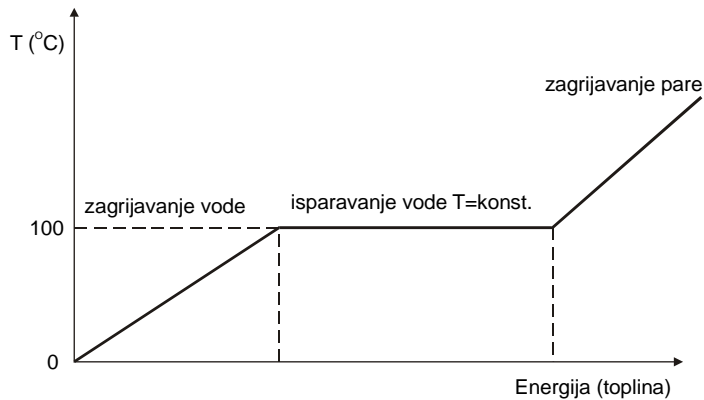 T (°C)
zagrijavanje pare
zagrijavanje vode
isparavanje vode T=konst.
100
0
Energija (toplina)